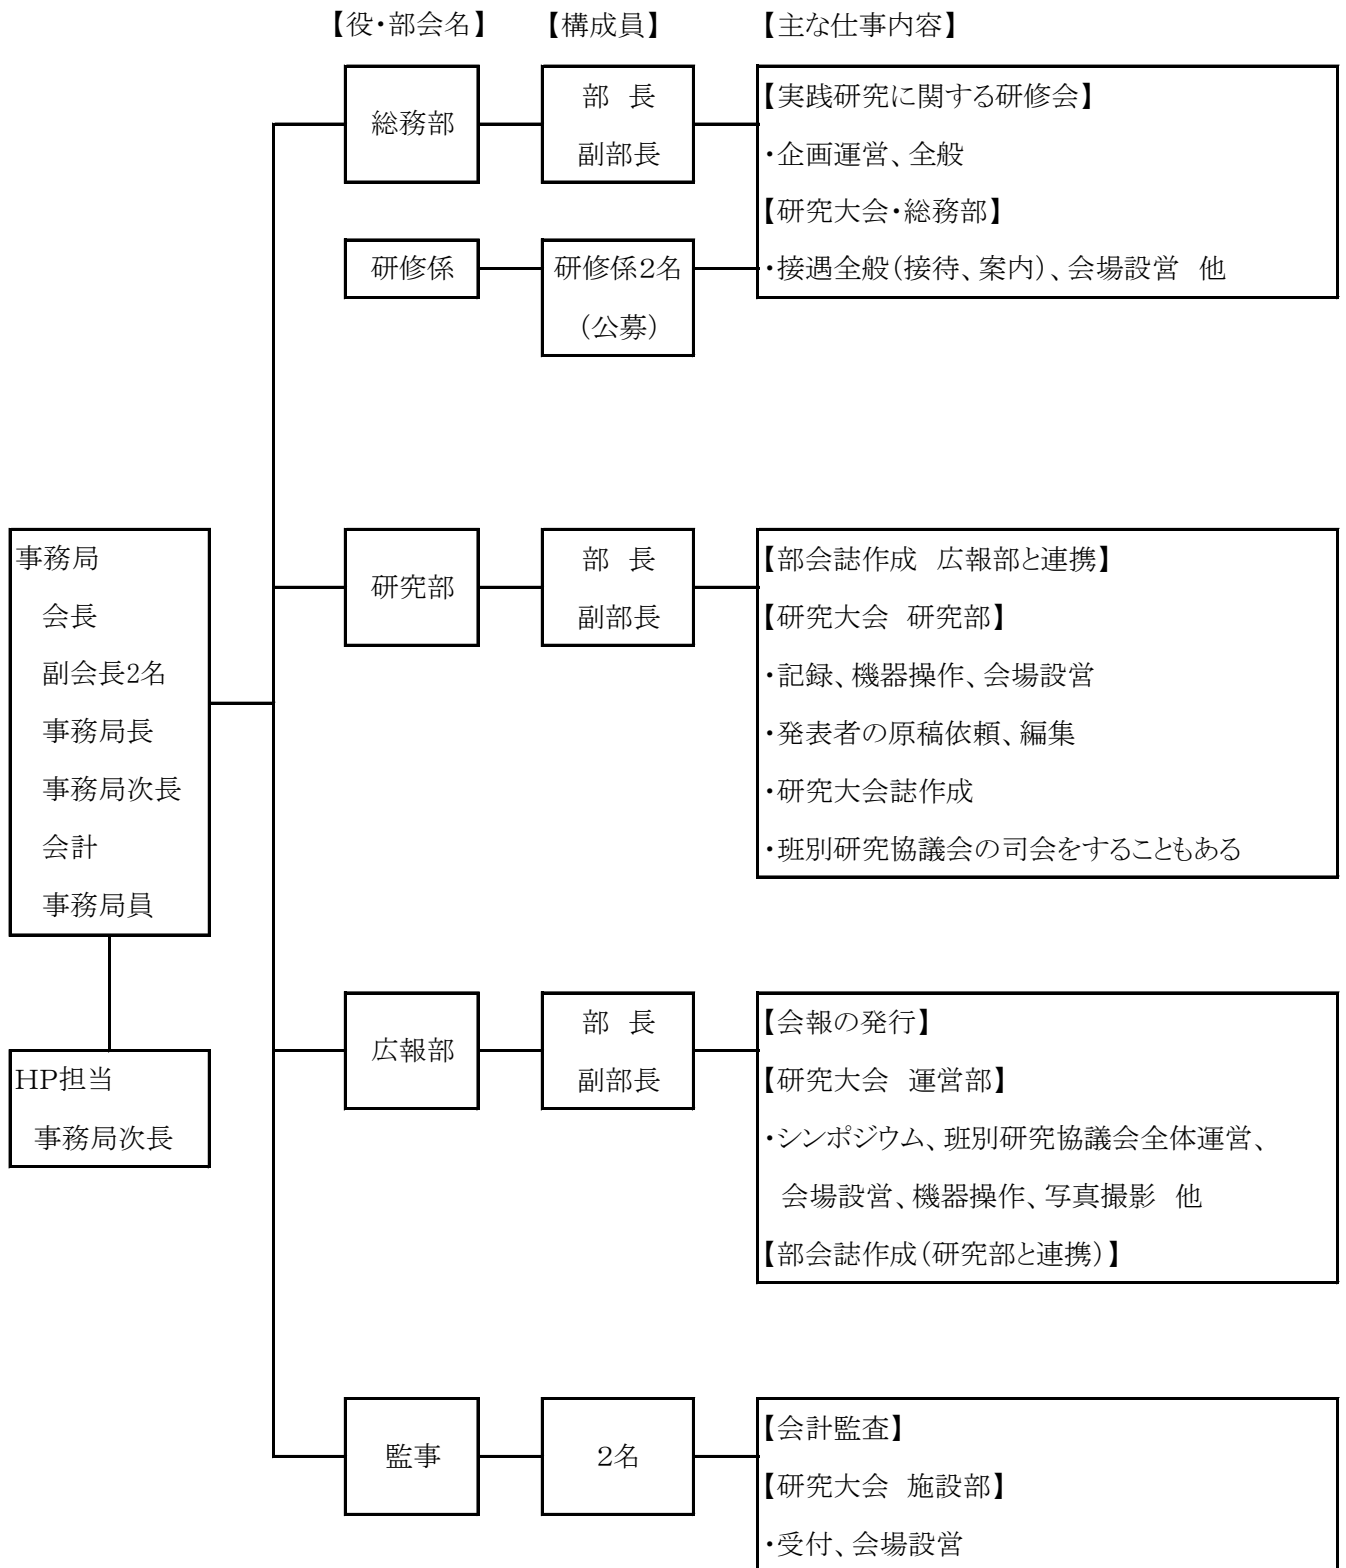 【役・部会名】 【構成員】 【主な仕事内容】
総務部
部　長
副部長
【実践研究に関する研修会】
・企画運営、全般
【研究大会・総務部】
・接遇全般（接待、案内）、会場設営　他
研修係
研修係２名
（公募）
事務局
会長
副会長2名
事務局長
事務局次長
会計
事務局員
HP担当
事務局次長
研究部
部　長
副部長
【部会誌作成　広報部と連携】
【研究大会　研究部】
・記録、機器操作、会場設営
・発表者の原稿依頼、編集
・研究大会誌作成
・班別研究協議会の司会をすることもある
広報部
部　長
副部長
【会報の発行】
【研究大会　運営部】
・シンポジウム、班別研究協議会全体運営、
会場設営、機器操作、写真撮影　他
【部会誌作成（研究部と連携）】
監事
２名
【会計監査】
【研究大会　施設部】
・受付、会場設営